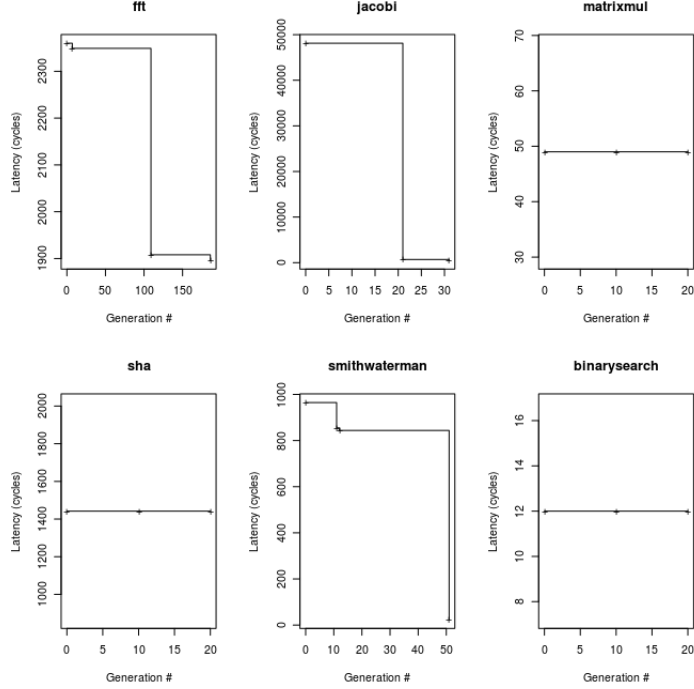 fft
Latency (cycles)
1900 2000 2100 2200 2300
0 50 100 150
Generation #
jacobi
Latency (cycles)
0 10000 20000 30000 40000 50000
0 5 10 15 20 25 30
Generation #
matrixmul
Latency (cycles)
30 40 50 60 70
0 5 10 15 20
Generation #
sha
Latency (cycles)
1000 1200 1400 1600 1800 2000
0 5 10 15 20
Generation #
smithwaterman
Latency (cycles)
0 200 400 600 800 1000
0 10 20 30 40 50
Generation #
binarysearch
Latency (cycles)
8 10 12 14 16
0 5 10 15 20
Generation #